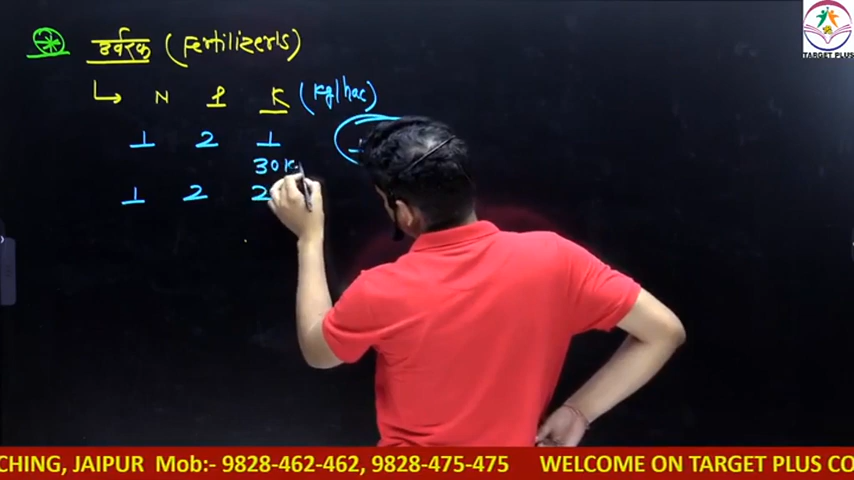 उर्वरक (Fertilizers)
↳ N P K (Kg/hac)
1 2 1
30 K
1 2 2
TARGET PLUS
CHING, JAIPUR Mob:- 9828-462-462, 9828-475-475 WELCOME ON TARGET PLUS CO